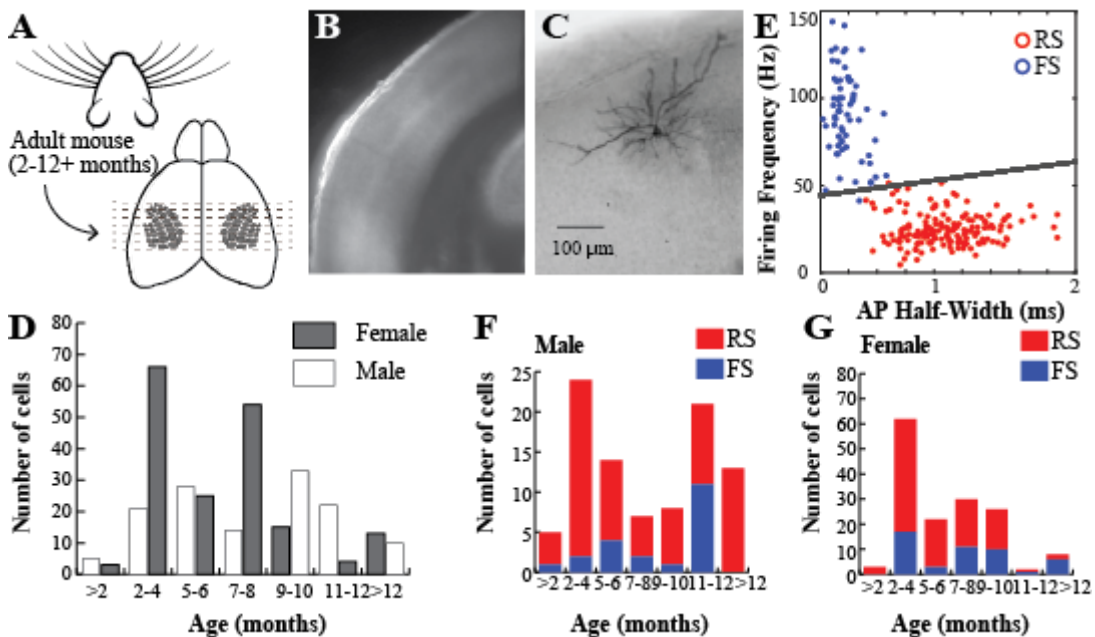 A
Adult mouse
(2-12+ months)
B
C
100 μm
E
Firing Frequency (Hz)
150
100
50
0
0
1
2
AP Half-Width (ms)
RS
FS
D
Number of cells
80
70
60
50
40
30
20
10
0
Female
Male
>2
2-4
5-6
7-8
9-10
11-12
>12
Age (months)
F
Male
RS
FS
Number of cells
25
20
15
10
5
0
>2
2-4
5-6
7-8
9-10
11-12
>12
Age (months)
G
Female
RS
FS
Number of cells
80
70
60
50
40
30
20
10
0
>2
2-4
5-6
7-8
9-10
11-12
>12
Age (months)